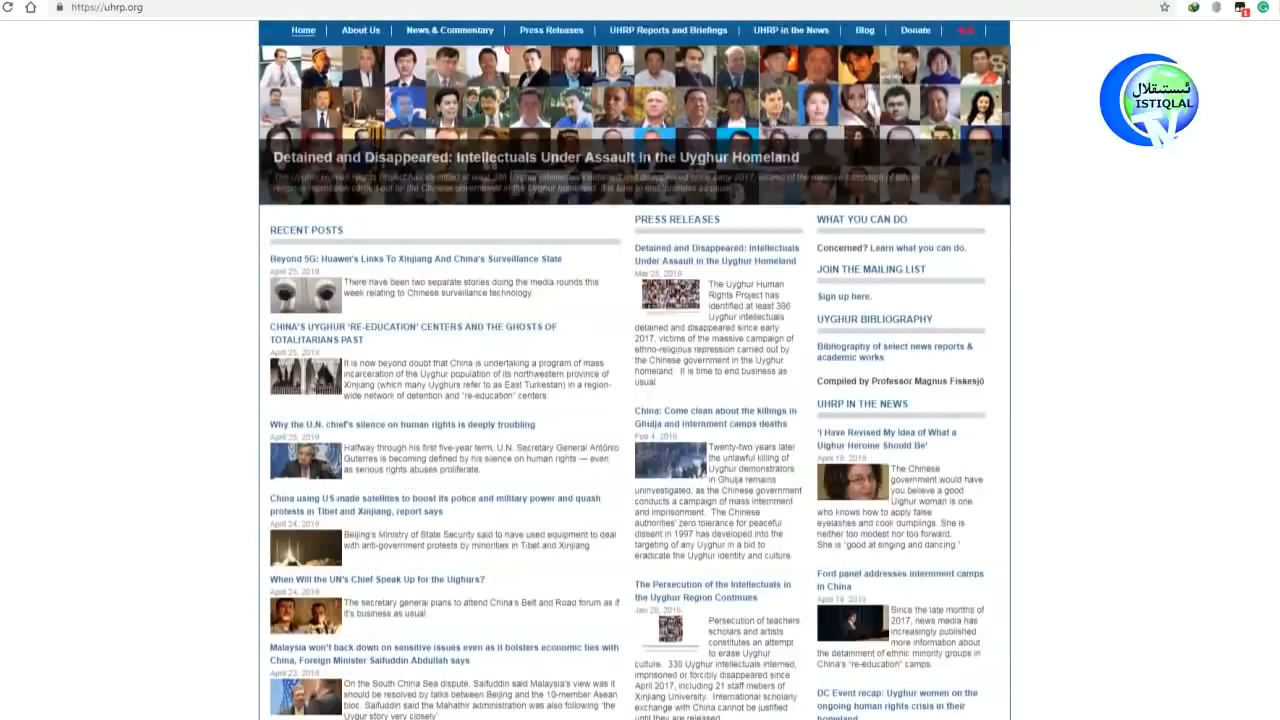 https://uhrp.org
Home
About Us
News & Commentary
Press Releases
UHRP Reports and Briefings
UHRP in the News
Blog
Donate
ئىستىقلال
ISTIQLAL
TV
Detained and Disappeared: Intellectuals Under Assault in the Uyghur Homeland
RECENT POSTS
Beyond 5G: Huawei's Links To Xinjiang And China's Surveillance State
April 25, 2019
There have been two separate stories doing the media rounds this
week relating to Chinese surveillance technology.
CHINA'S UYGHUR 'RE-EDUCATION' CENTERS AND THE GHOSTS OF
TOTALITARIANS PAST
April 25, 2019
It is now beyond doubt that China is undertaking a program of mass
incarceration of the Uyghur population of its northwestern province of
Xinjiang (which many Uyghurs refer to as East Turkestan) in a region-
wide network of detention and "re-education" centers.
Why the U.N. chief's silence on human rights is deeply troubling
April 25, 2019
Halfway through his first five-year term, U.N. Secretary General António
Guterres is becoming defined by his silence on human rights — even
as serious rights abuses proliferate.
China using US-made satellites to boost its police and military power and quash
protests in Tibet and Xinjiang, report says
April 24, 2019
Beijing's Ministry of State Security said to have used equipment to deal
with anti-government protests by minorities in Tibet and Xinjiang
When Will the UN's Chief Speak Up for the Uighurs?
April 24, 2019
The secretary general plans to attend China's Belt and Road forum as if
it's business as usual
Malaysia won't back down on sensitive issues even as it bolsters economic ties with
China, Foreign Minister Saifuddin Abdullah says
April 23, 2019
On the South China Sea dispute, Saifuddin said Malaysia's view was it
should be resolved by talks between Beijing and the 10-member Asean
bloc. Saifuddin said the Mahathir administration was also following 'the
Uygur story very closely'
PRESS RELEASES
Detained and Disappeared: Intellectuals
Under Assault in the Uyghur Homeland
Mar 25, 2019
The Uyghur Human
Rights Project has
identified at least 386
Uyghur intellectuals
detained and disappeared since early
2017, victims of the massive campaign of
ethno-religious repression carried out by
the Chinese government in the Uyghur
homeland. It is time to end business as
usual
China: Come clean about the killings in
Ghulja and internment camps deaths
Feb 4, 2019
Twenty-two years later
the unlawful killing of
Uyghur demonstrators
in Ghulja remains
uninvestigated, as the Chinese government
conducts a campaign of mass internment
and imprisonment. The Chinese
authorities' zero tolerance for peaceful
dissent in 1997 has developed into the
targeting of any Uyghur in a bid to
eradicate the Uyghur identity and culture.
The Persecution of the Intellectuals in
the Uyghur Region Continues
Jan 28, 2019
Persecution of teachers
scholars and artists
constitutes an attempt
to erase Uyghur
culture. 338 Uyghur intellectuals interned,
imprisoned or forcibly disappeared since
April 2017, including 21 staff mebers of
Xinjiang University. International scholarly
exchange with China cannot be justified
until they are released
WHAT YOU CAN DO
Concerned? Learn what you can do.
JOIN THE MAILING LIST
Sign up here.
UYGHUR BIBLIOGRAPHY
Bibliography of select news reports &
academic works
Compiled by Professor Magnus Fiskesjö
UHRP IN THE NEWS
'I Have Revised My Idea of What a
Uighur Heroine Should Be'
April 19, 2019
The Chinese
government would have
you believe a good
Uighur woman is one
who knows how to apply false
eyelashes and cook dumplings. She is
neither too modest nor too forward.
She is "good at singing and dancing."
Ford panel addresses internment camps
in China
April 19, 2019
Since the late months of
2017, news media has
increasingly published
more information about
the detainment of ethnic minority groups in
China's "re-education" camps.
DC Event recap: Uyghur women on the
ongoing human rights crisis in their
homeland